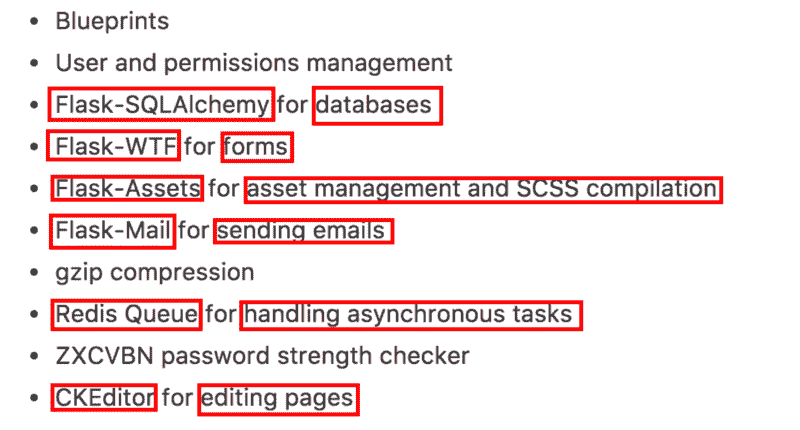 • Blueprints
• User and permissions management
• Flask-SQLAlchemy for databases
• Flask-WTF for forms
• Flask-Assets for asset management and SCSS compilation
• Flask-Mail for sending emails
• gzip compression
• Redis Queue for handling asynchronous tasks
• ZXCVBN password strength checker
• CKEditor for editing pages